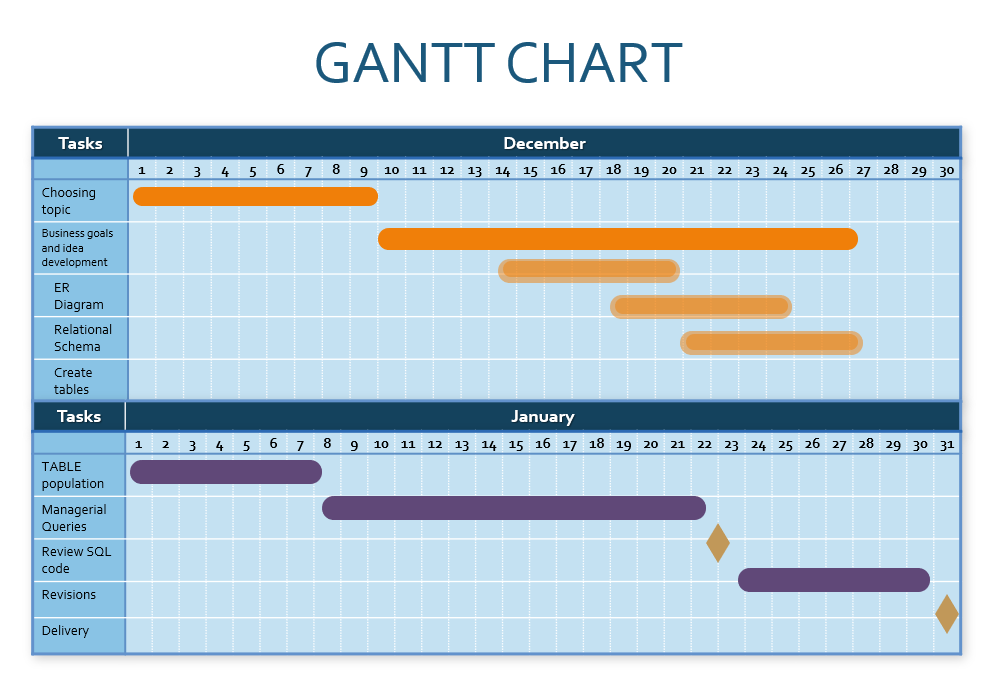 GANTT CHART
Tasks December
1 2 3 4 5 6 7 8 9 10 11 12 13 14 15 16 17 18 19 20 21 22 23 24 25 26 27 28 29 30
Choosing
topic
Business goals
and idea
development
ER
Diagram
Relational
Schema
Create
tables
Tasks January
1 2 3 4 5 6 7 8 9 10 11 12 13 14 15 16 17 18 19 20 21 22 23 24 25 26 27 28 29 30 31
TABLE
population
Managerial
Queries
Review SQL
code
Revisions
Delivery